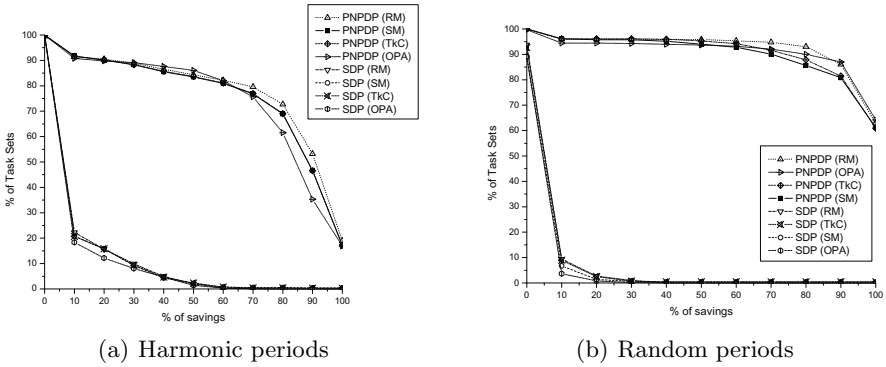 PNPDP (RM)
PNPDP (SM)
PNPDP (TkC)
PNPDP (OPA)
SDP (RM)
SDP (SM)
SDP (TkC)
SDP (OPA)
100
90
80
70
60
50
40
30
20
10
0
% of Task Sets
0 10 20 30 40 50 60 70 80 90 100
% of savings
(a) Harmonic periods
100
90
80
70
60
50
40
30
20
10
0
% of Task Sets
PNPDP (RM)
PNPDP (OPA)
PNPDP (TkC)
PNPDP (SM)
SDP (RM)
SDP (TkC)
SDP (SM)
SDP (OPA)
0 10 20 30 40 50 60 70 80 90 100
% of savings
(b) Random periods